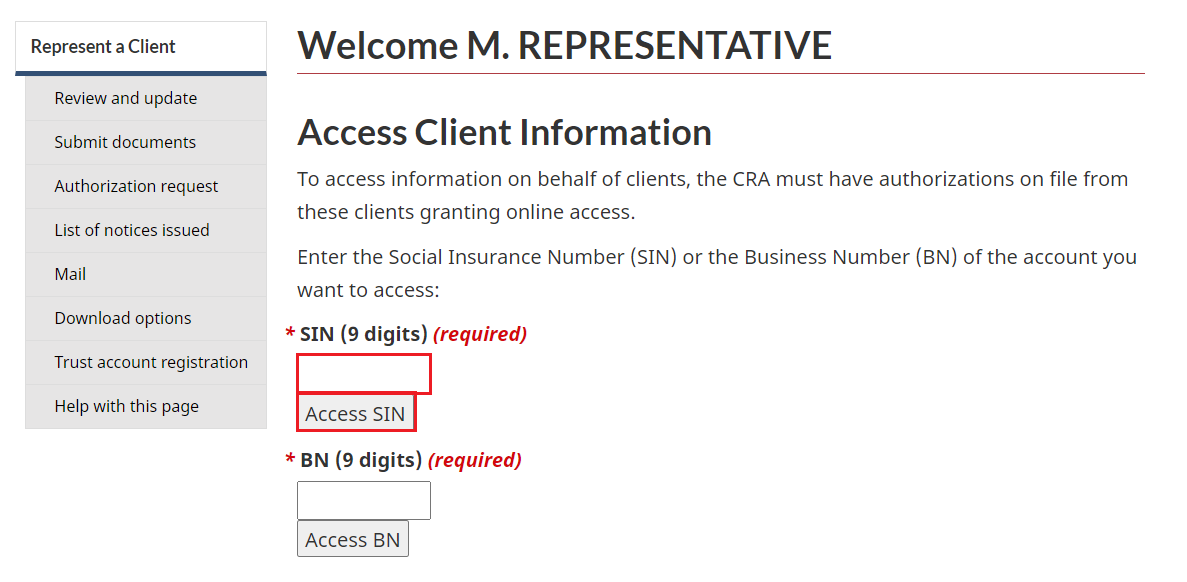 Represent a Client
Review and update
Submit documents
Authorization request
List of notices issued
Mail
Download options
Trust account registration
Help with this page
Welcome M. REPRESENTATIVE
Access Client Information
To access information on behalf of clients, the CRA must have authorizations on file from
these clients granting online access.
Enter the Social Insurance Number (SIN) or the Business Number (BN) of the account you
want to access:
* SIN (9 digits) (required)
Access SIN
* BN (9 digits) (required)
Access BN